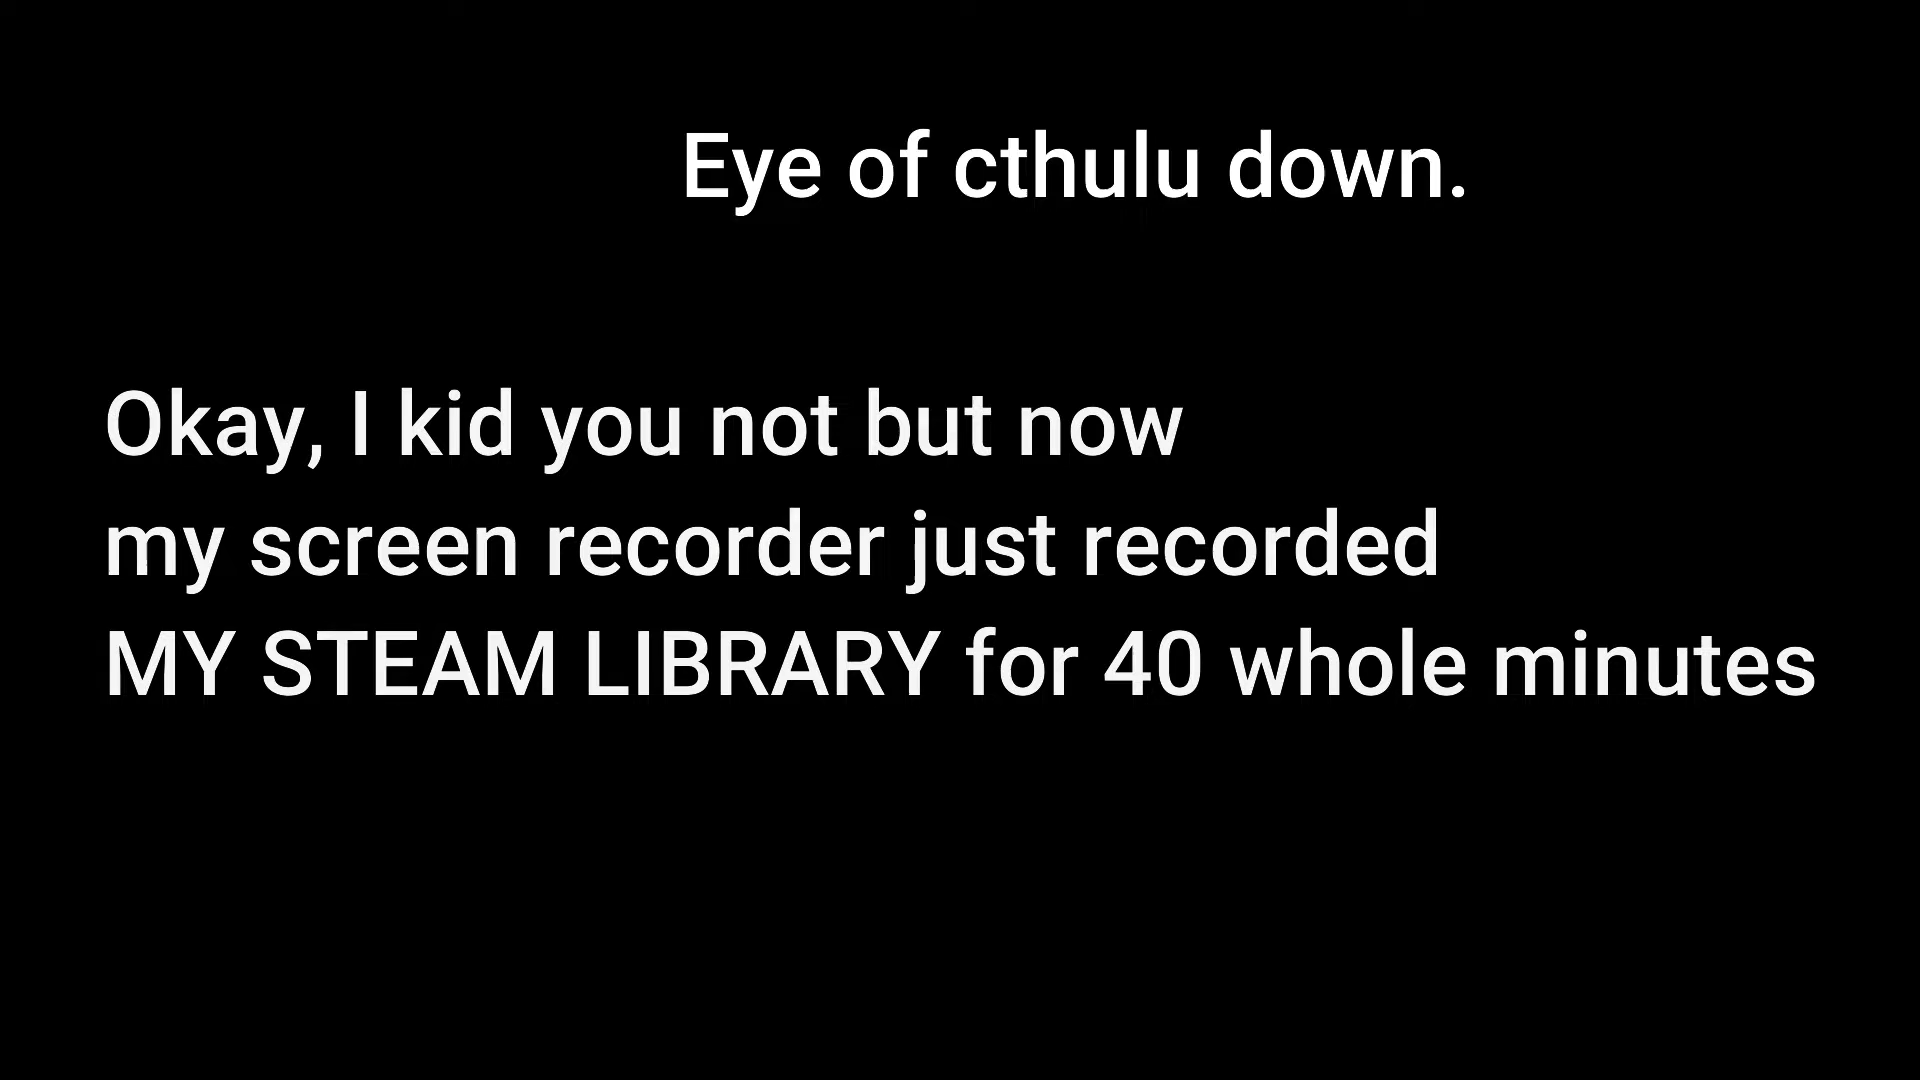 Eye of cthulu down.
Okay, I kid you not but now
my screen recorder just recorded
MY STEAM LIBRARY for 40 whole minutes